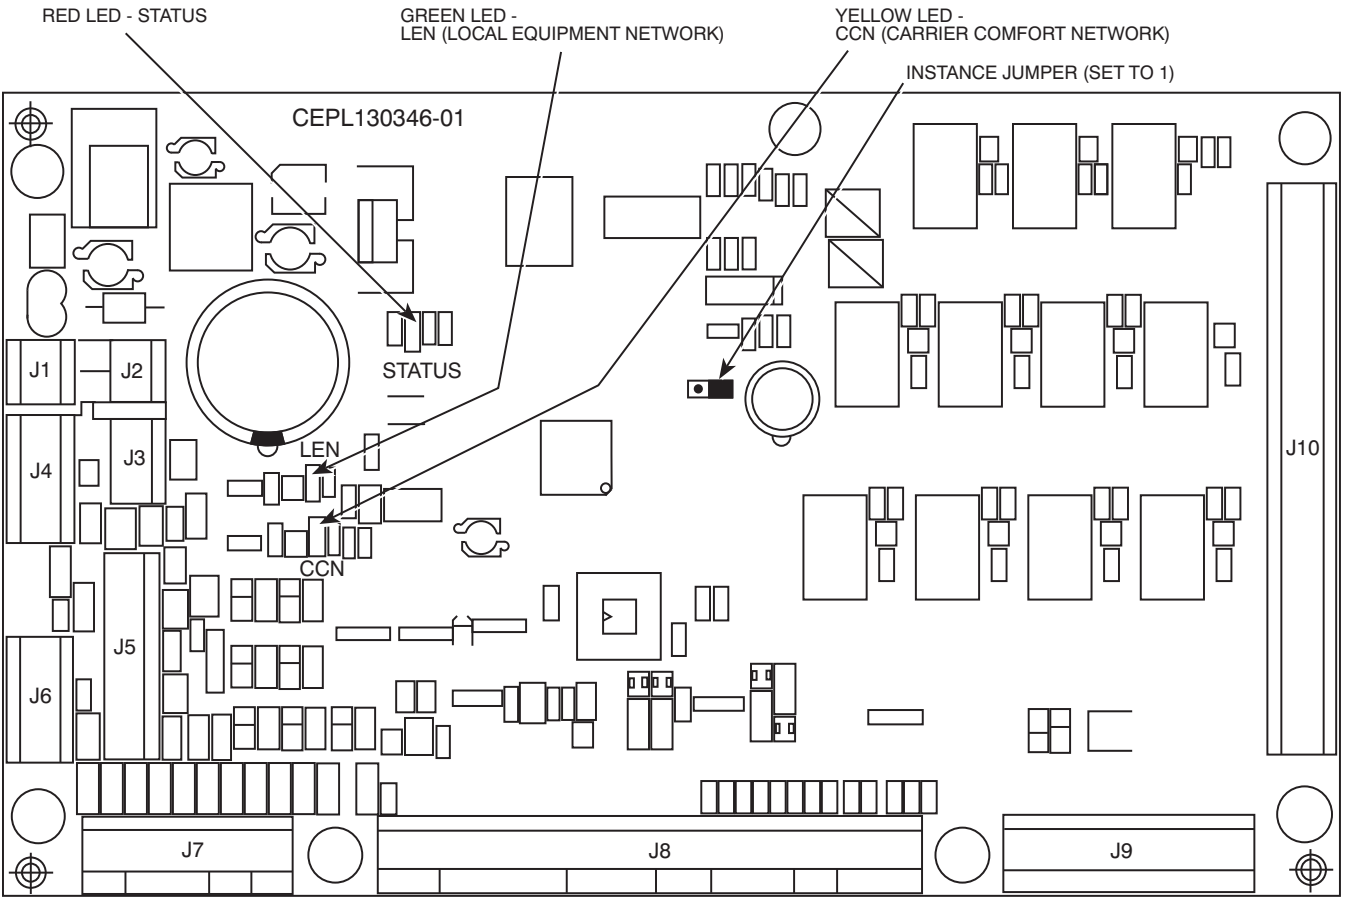 RED LED - STATUS
GREEN LED -
LEN (LOCAL EQUIPMENT NETWORK)
YELLOW LED -
CCN (CARRIER COMFORT NETWORK)
INSTANCE JUMPER (SET TO 1)
CEPL130346-01
J1
J2
STATUS
J3
J4
LEN
J10
CCN
J5
J6
J7
J8
J9